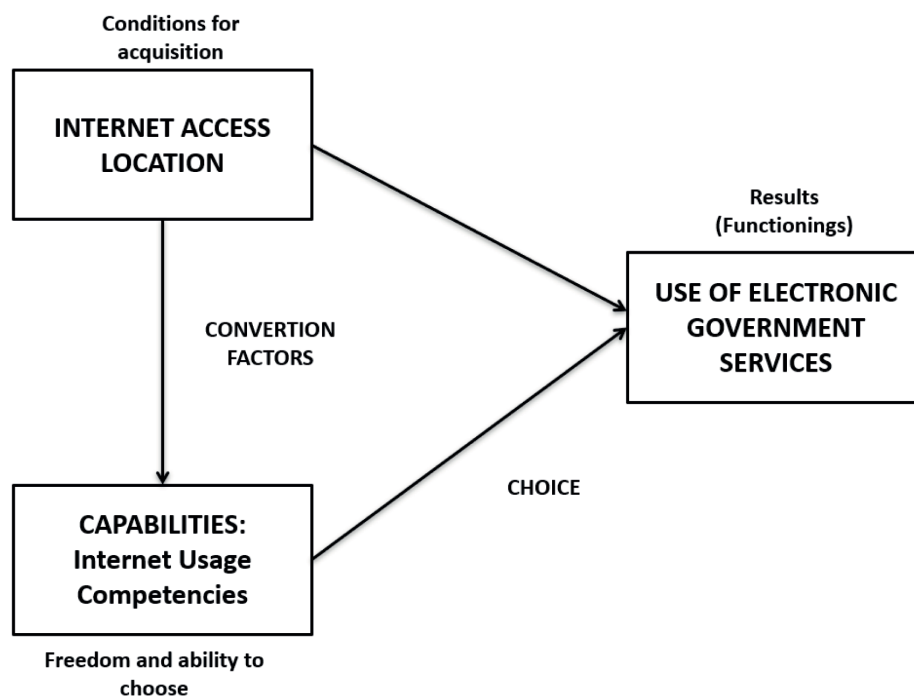 Conditions for
acquisition
INTERNET ACCESS
LOCATION
Results
(Functionings)
USE OF ELECTRONIC
GOVERNMENT
SERVICES
CONVERTION
FACTORS
CHOICE
CAPABILITIES:
Internet Usage
Competencies
Freedom and ability to
choose